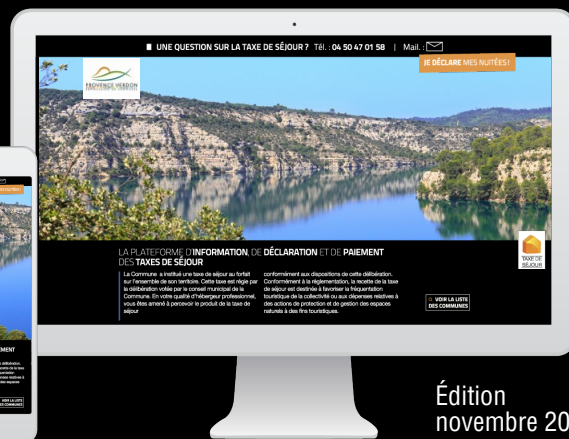 UNE QUESTION SUR LA TAXE DE SÉJOUR ? Tél. : 04 50 47 01 58 | Mail. :
JE DÉCLARE MES NUITÉES !
PROVENCE VERDON
LA PLATEFORME D'INFORMATION, DE DÉCLARATION ET DE PAIEMENT
DES TAXES DE SÉJOUR
La Commune a institué une taxe de séjour au forfait
sur l'ensemble de son territoire. Cette taxe est régie par
la délibération votée par le conseil municipal de la
Commune. En votre qualité d'hébergeur professionnel,
vous êtes amené à percevoir le produit de la taxe de
séjour
conformément aux dispositions de cette délibération.
Conformément à la réglementation, la recette de la taxe
de séjour est destinée à favoriser la fréquentation
touristique de la collectivité ou aux dépenses relatives à
des actions de protection et de gestion des espaces
naturels à des fins touristiques.
TAXE DE
SÉJOUR
VOIR LA LISTE
DES COMMUNES
VOIR LA LISTE
DES COMMUNES
Édition
novembre 20